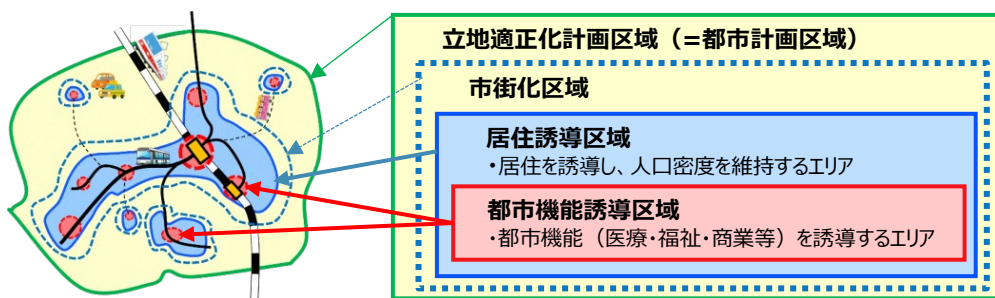 立地適正化計画区域（=都市計画区域）
市街化区域
居住誘導区域
・居住を誘導し、人口密度を維持するエリア
都市機能誘導区域
・都市機能（医療・福祉・商業等）を誘導するエリア